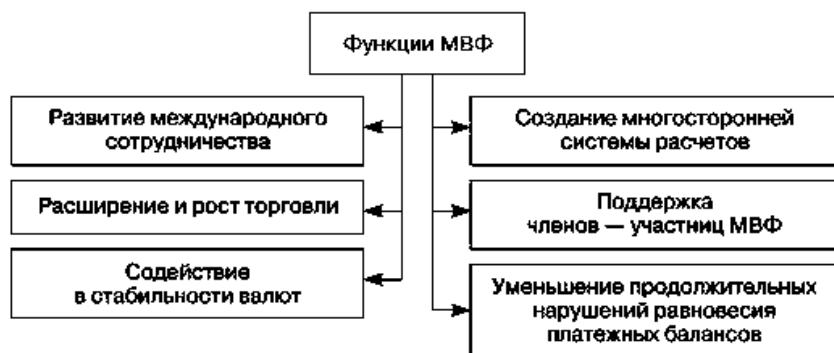 Функции МВФ
Развитие международного
сотрудничества
Расширение и рост торговли
Содействие
в стабильности валют
Создание многосторонней
системы расчетов
Поддержка
членов — участниц МВФ
Уменьшение продолжительных
нарушений равновесия
платежных балансов